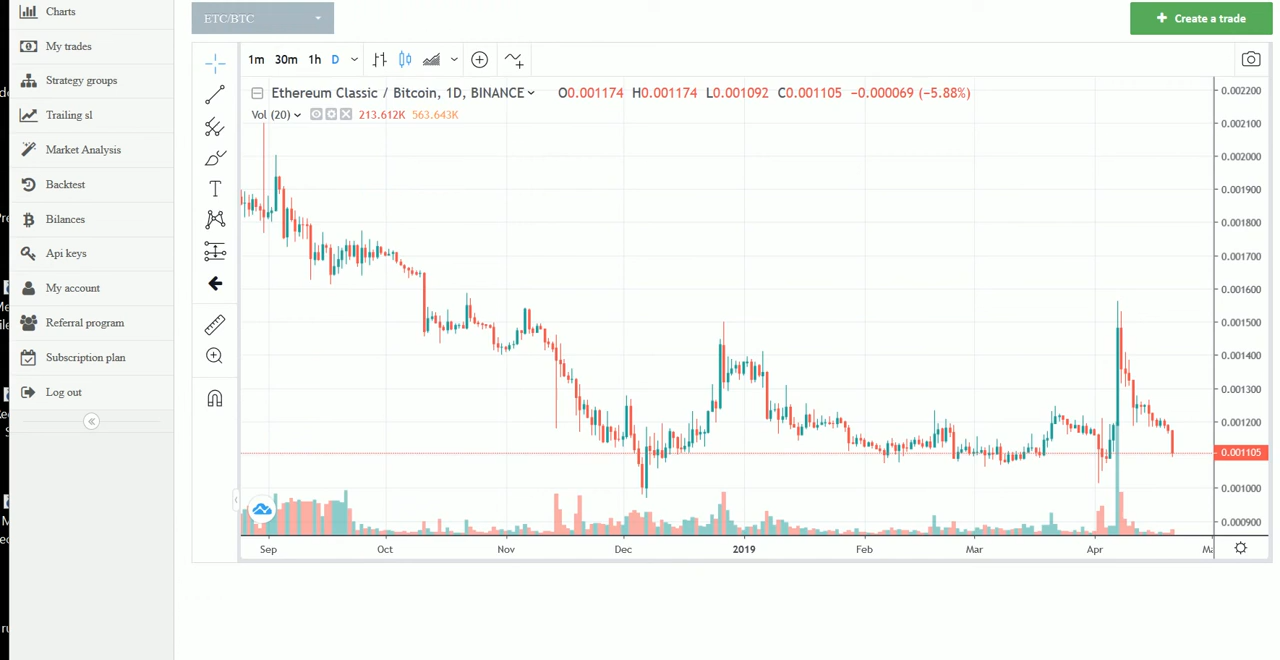 Charts
My trades
Strategy groups
Trailing sl
Market Analysis
Backtest
Bilances
Api keys
My account
Referral program
Subscription plan
Log out
ETC/BTC
Create a trade
1m 30m 1h D
Ethereum Classic / Bitcoin, 1D, BINANCE O0.001174 H0.001174 L0.001092 C0.001105 −0.000069 (−5.88%)
Vol (20) 213.612K 563.643K
0.002200
0.002100
0.002000
0.001900
0.001800
0.001700
0.001600
0.001500
0.001400
0.001300
0.001200
0.001105
0.001000
0.000900
Sep Oct Nov Dec 2019 Feb Mar Apr